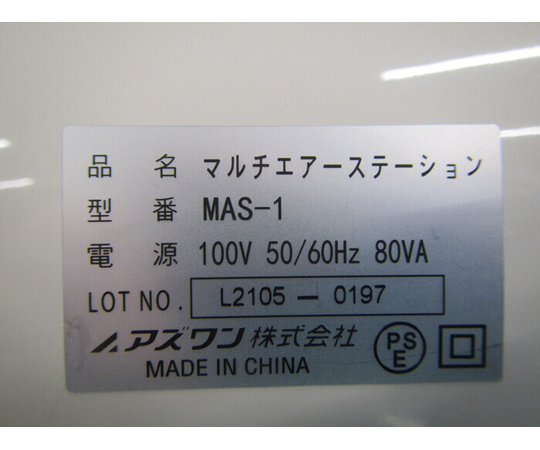 品名 マルチエアーステーション
型番 MAS-1
電源 100V 50/60Hz 80VA
LOT NO. L2105-0197
アズワン株式会社 PSE
MADE IN CHINA